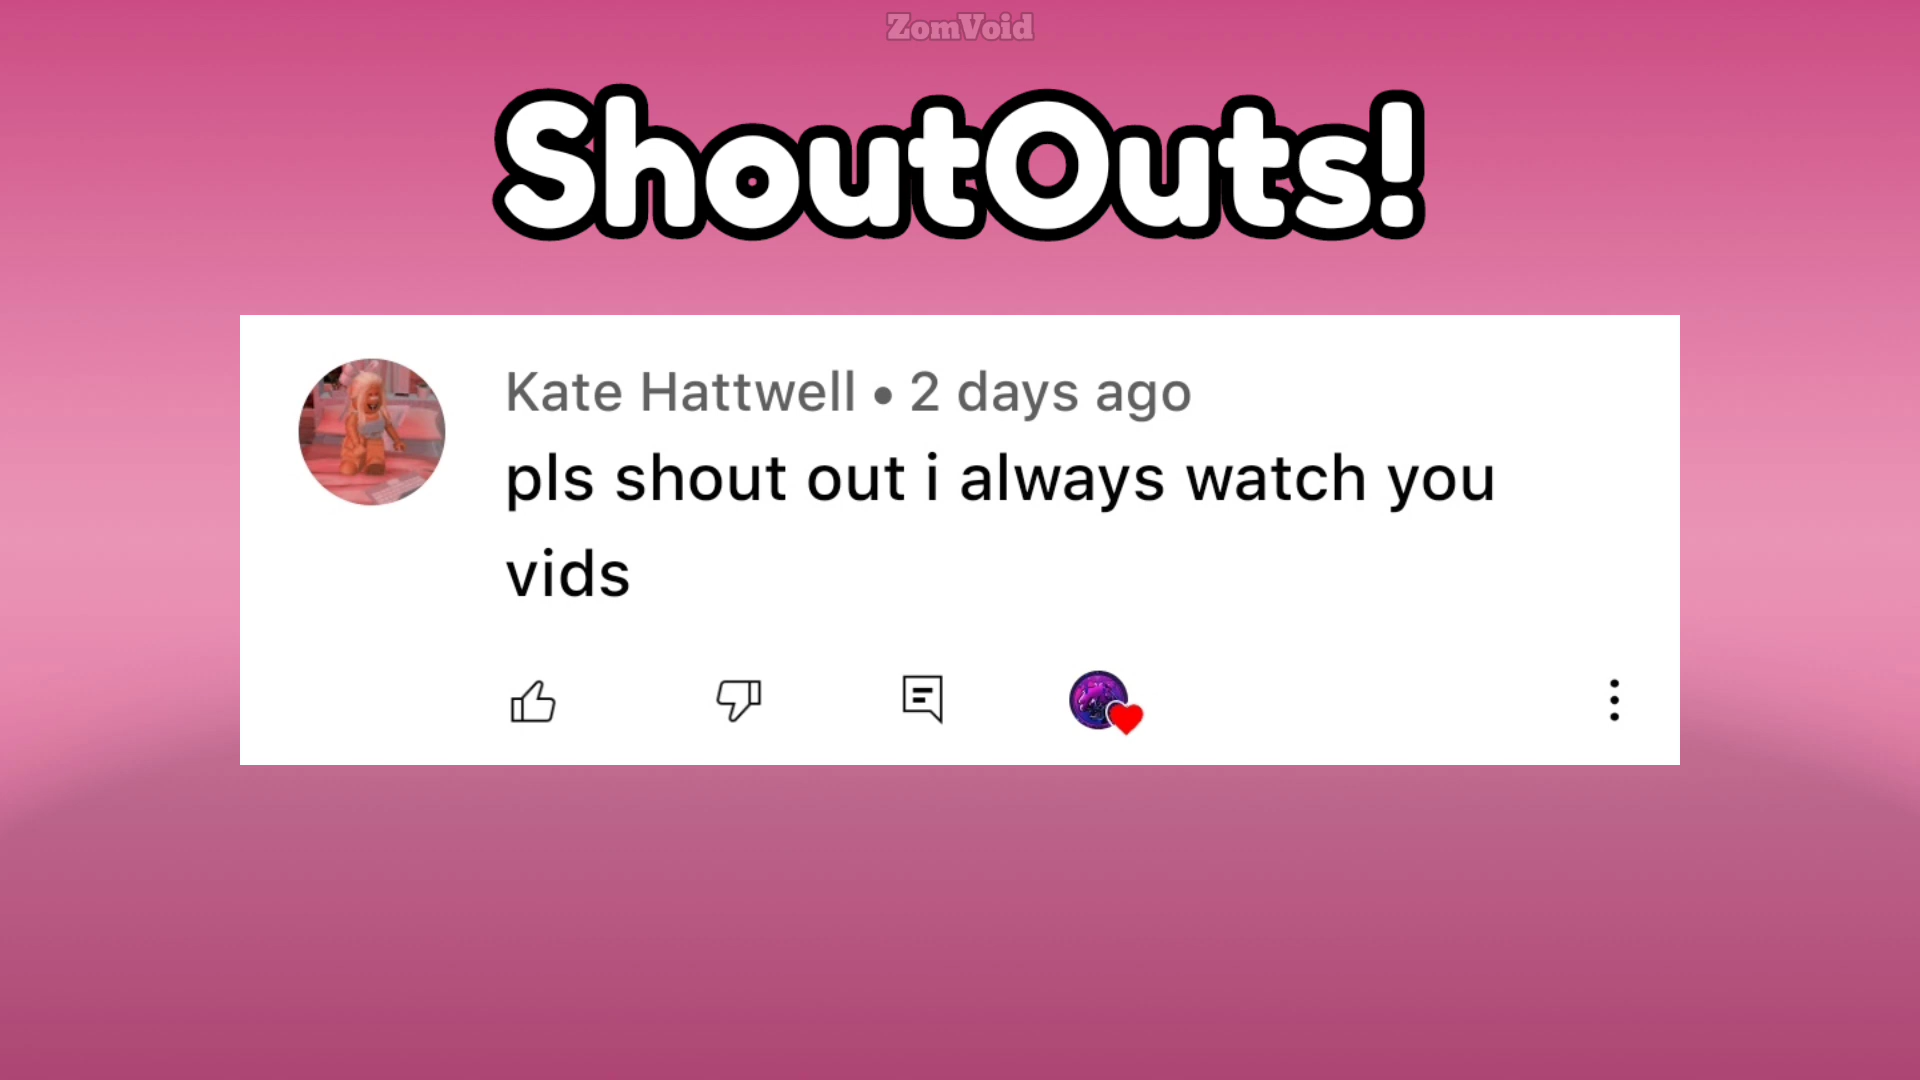 ZomVoid
ShoutOuts!
Kate Hattwell • 2 days ago
pls shout out i always watch you
vids